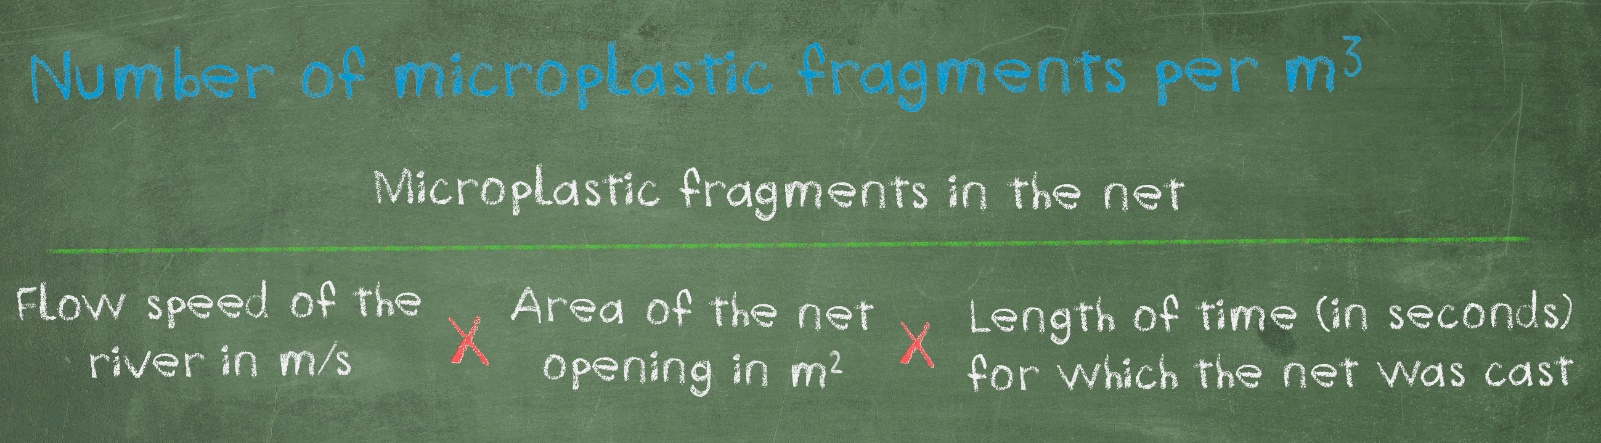 Number of microplastic fragments per m³
Microplastic fragments in the net
Flow speed of the
river in m/s
X
Area of the net
opening in m²
X
Length of time (in seconds)
for which the net was cast